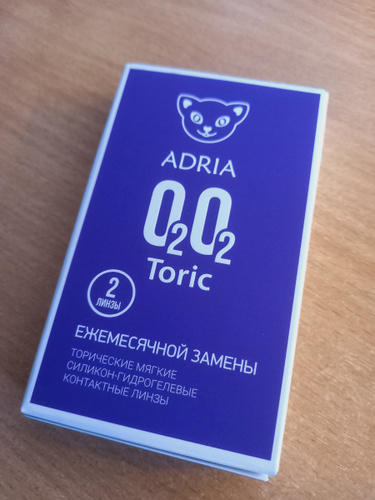 ADRIA
O2O2
Toric
2
ЛИНЗЫ
ЕЖЕМЕСЯЧНОЙ ЗАМЕНЫ
ТОРИЧЕСКИЕ МЯГКИЕ
СИЛИКОН-ГИДРОГЕЛЕВЫЕ
КОНТАКТНЫЕ ЛИНЗЫ